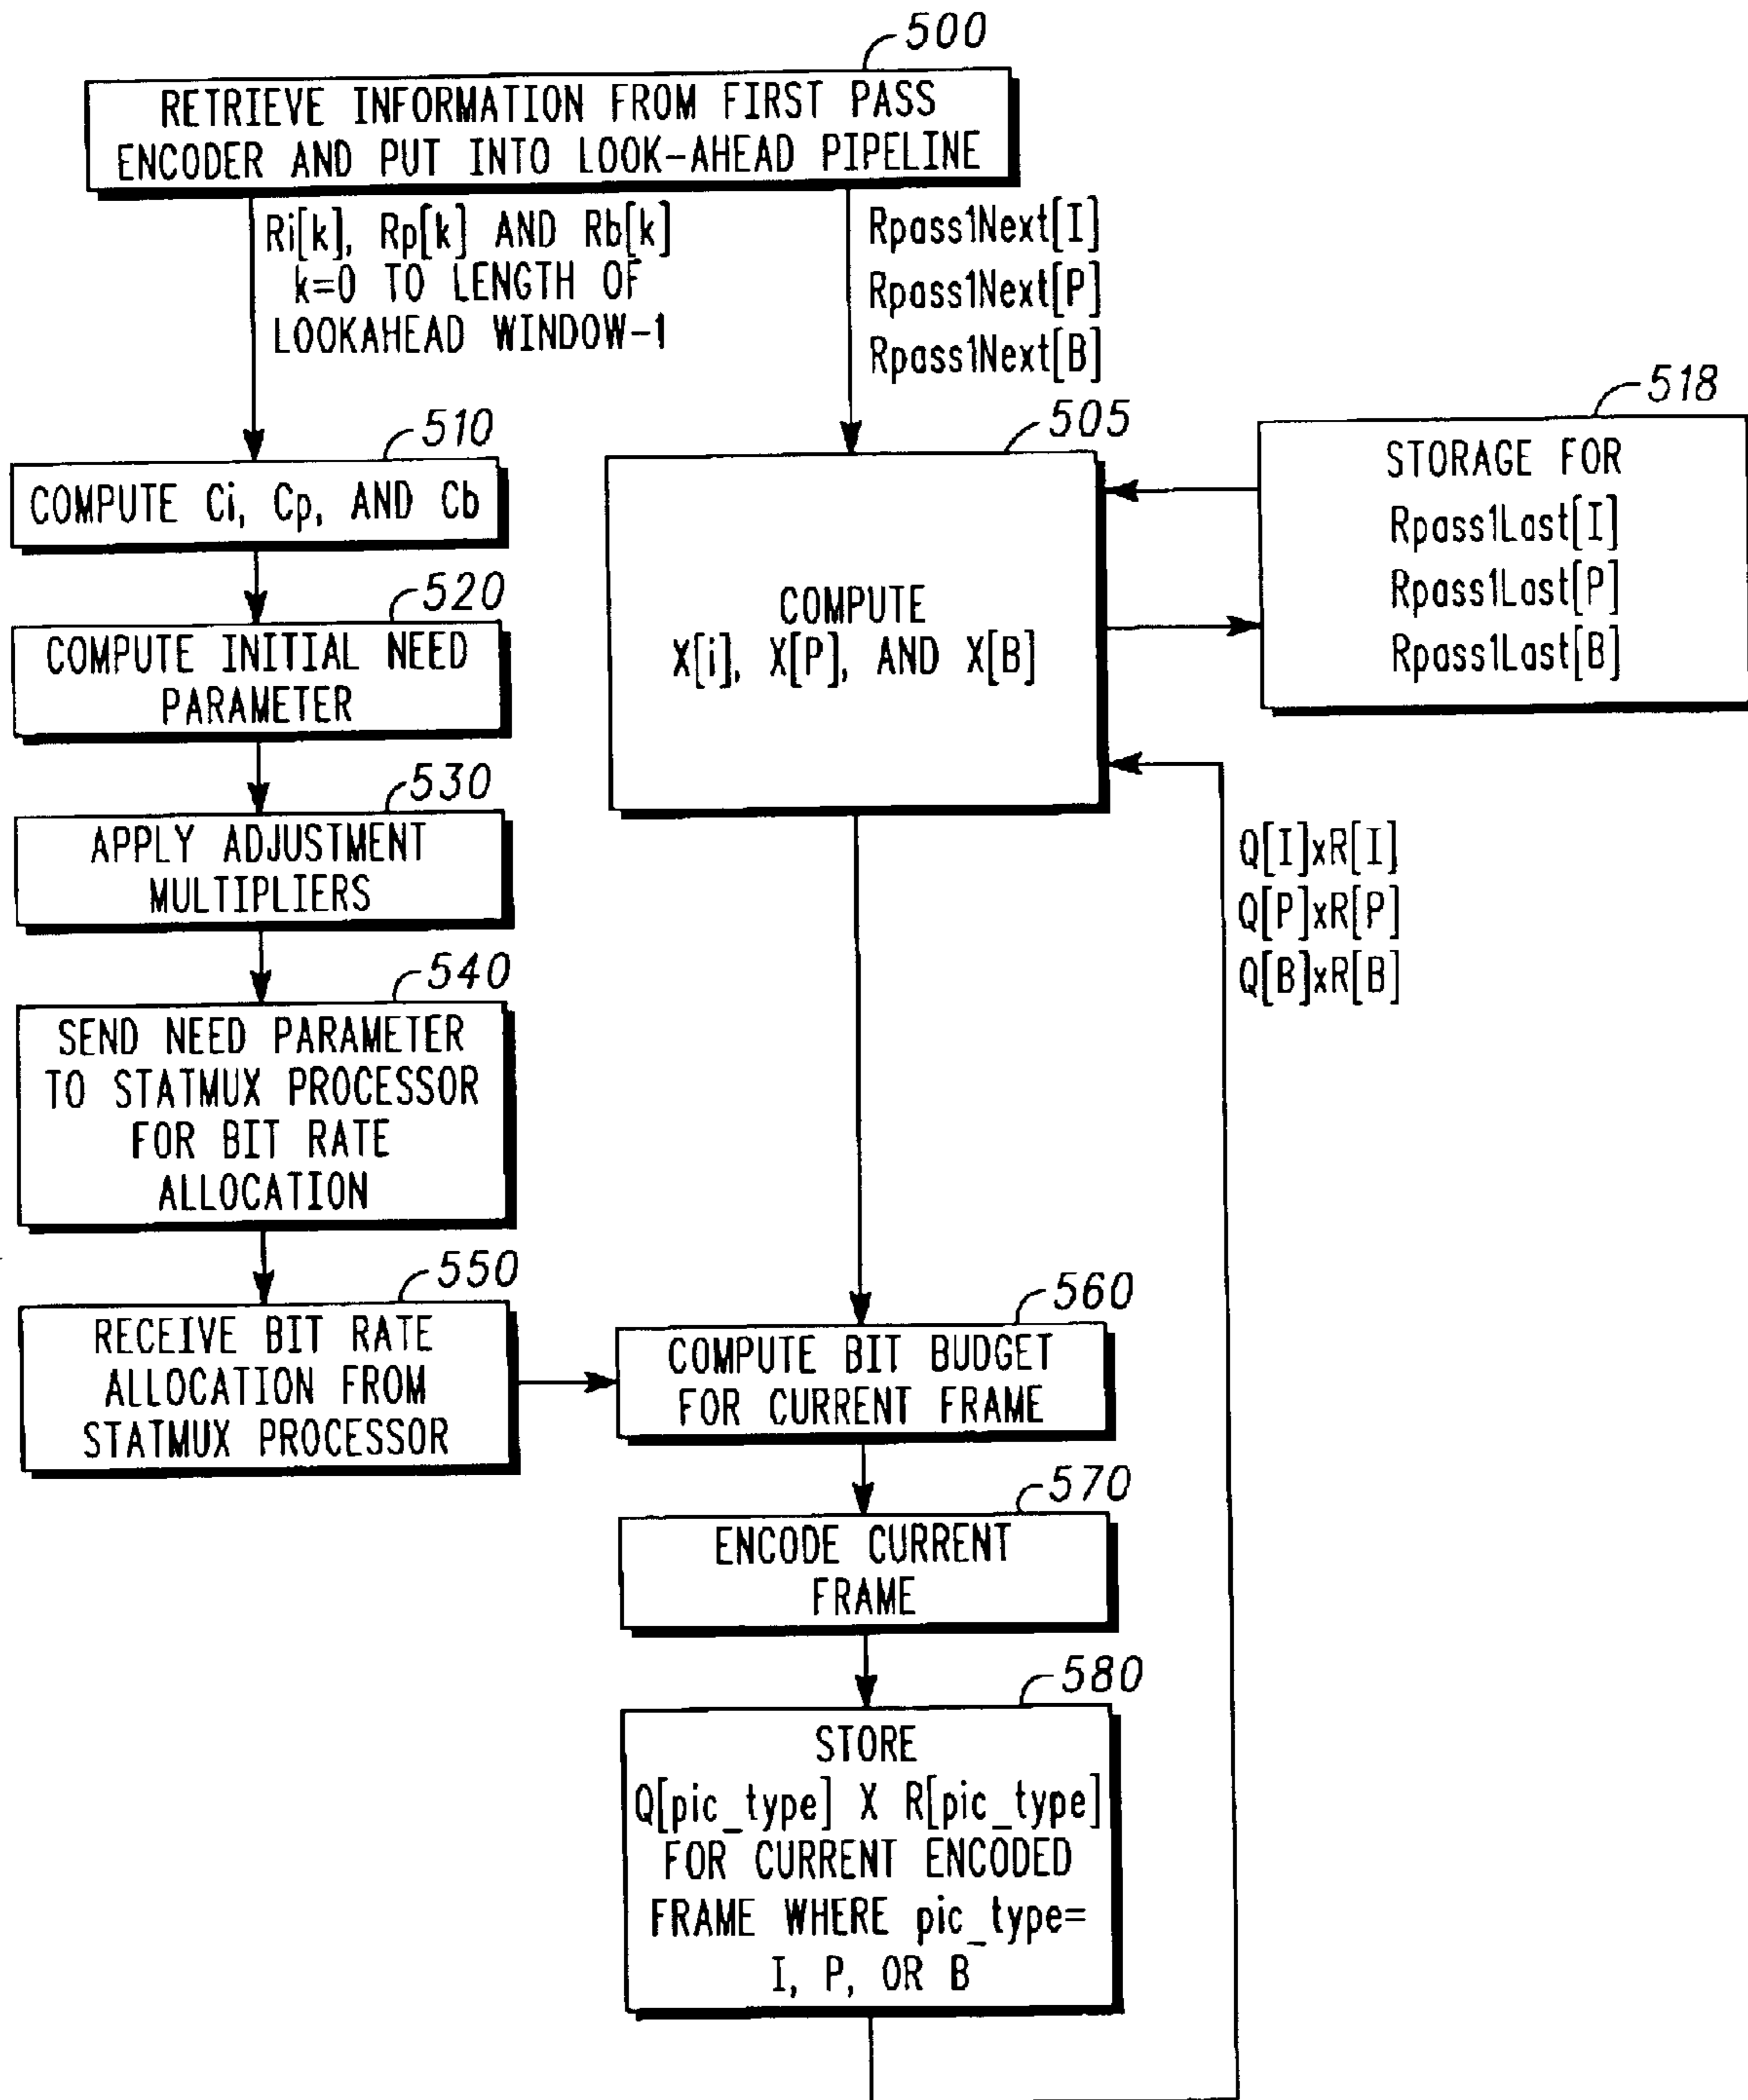 500
RETRIEVE INFORMATION FROM FIRST PASS
ENCODER AND PUT INTO LOOK-AHEAD PIPELINE
Ri[k], Rp[k] AND Rb[k]
k=0 TO LENGTH OF
LOOKAHEAD WINDOW-1
Rpass1Next[I]
Rpass1Next[P]
Rpass1Next[B]
510
COMPUTE Ci, Cp, AND Cb
505
COMPUTE
X[i], X[P], AND X[B]
518
STORAGE FOR
Rpass1Last[I]
Rpass1Last[P]
Rpass1Last[B]
520
COMPUTE INITIAL NEED
PARAMETER
530
APPLY ADJUSTMENT
MULTIPLIERS
Q[I]xR[I]
Q[P]xR[P]
Q[B]xR[B]
540
SEND NEED PARAMETER
TO STATMUX PROCESSOR
FOR BIT RATE
ALLOCATION
550
RECEIVE BIT RATE
ALLOCATION FROM
STATMUX PROCESSOR
560
COMPUTE BIT BUDGET
FOR CURRENT FRAME
570
ENCODE CURRENT
FRAME
580
STORE
Q[pic_type] X R[pic_type]
FOR CURRENT ENCODED
FRAME WHERE pic_type=
I, P, OR B